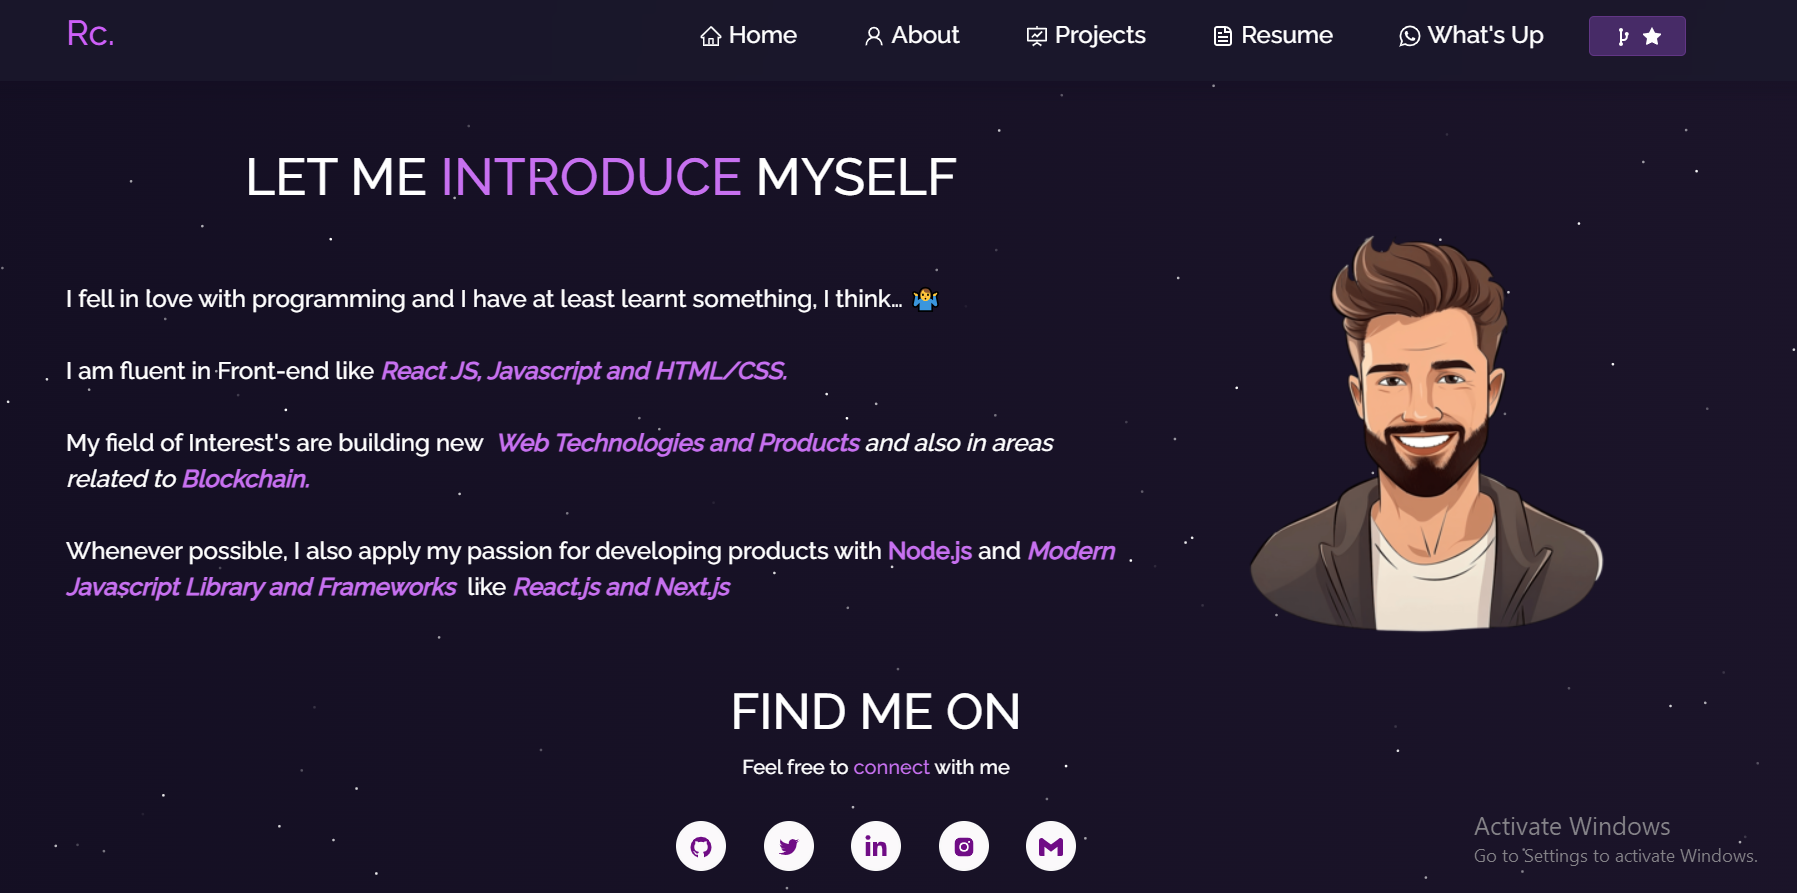 Rc.
Home
About
Projects
Resume
What's Up
LET ME INTRODUCE MYSELF
I fell in love with programming and I have at least learnt something, I think… 🤷‍♂️
I am fluent in Front-end like React JS, Javascript and HTML/CSS.
My field of Interest's are building new Web Technologies and Products and also in areas
related to Blockchain.
Whenever possible, I also apply my passion for developing products with Node.js and Modern
Javascript Library and Frameworks like React.js and Next.js
FIND ME ON
Feel free to connect with me
in
Activate Windows
Go to Settings to activate Windows.